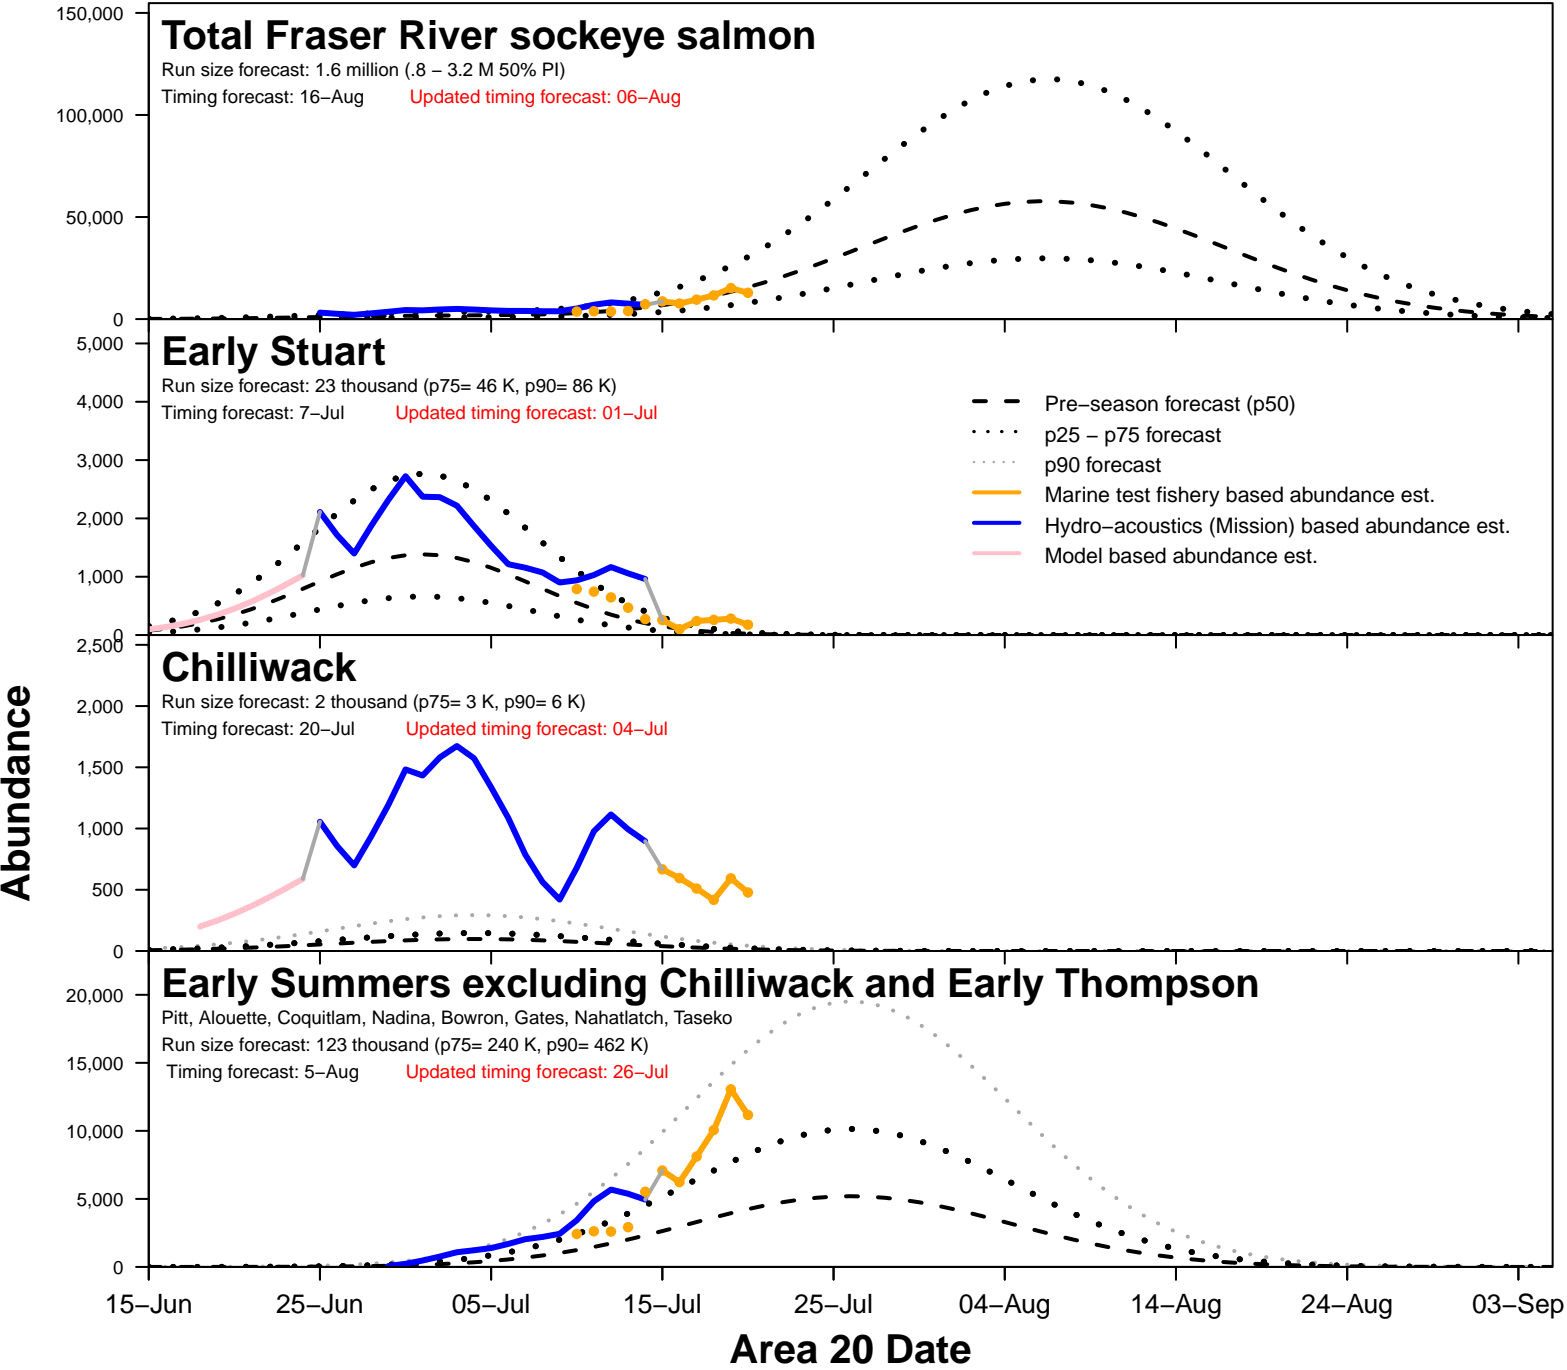 Total Fraser River sockeye salmon
Run size forecast: 1.6 million (.8 − 3.2 M 50% PI)
Timing forecast: 16−Aug Updated timing forecast: 06−Aug
150,000
100,000
50,000
0
Early Stuart
Run size forecast: 23 thousand (p75= 46 K, p90= 86 K)
Timing forecast: 7−Jul Updated timing forecast: 01−Jul
5,000
4,000
3,000
2,000
1,000
0
Pre−season forecast (p50)
p25 − p75 forecast
p90 forecast
Marine test fishery based abundance est.
Hydro−acoustics (Mission) based abundance est.
Model based abundance est.
Chilliwack
Run size forecast: 2 thousand (p75= 3 K, p90= 6 K)
Timing forecast: 20−Jul Updated timing forecast: 04−Jul
2,500
2,000
1,500
1,000
500
0
Early Summers excluding Chilliwack and Early Thompson
Pitt, Alouette, Coquitlam, Nadina, Bowron, Gates, Nahatlatch, Taseko
Run size forecast: 123 thousand (p75= 240 K, p90= 462 K)
Timing forecast: 5−Aug Updated timing forecast: 26−Jul
20,000
15,000
10,000
5,000
0
15−Jun 25−Jun 05−Jul 15−Jul 25−Jul 04−Aug 14−Aug 24−Aug 03−Sep
Area 20 Date
Abundance